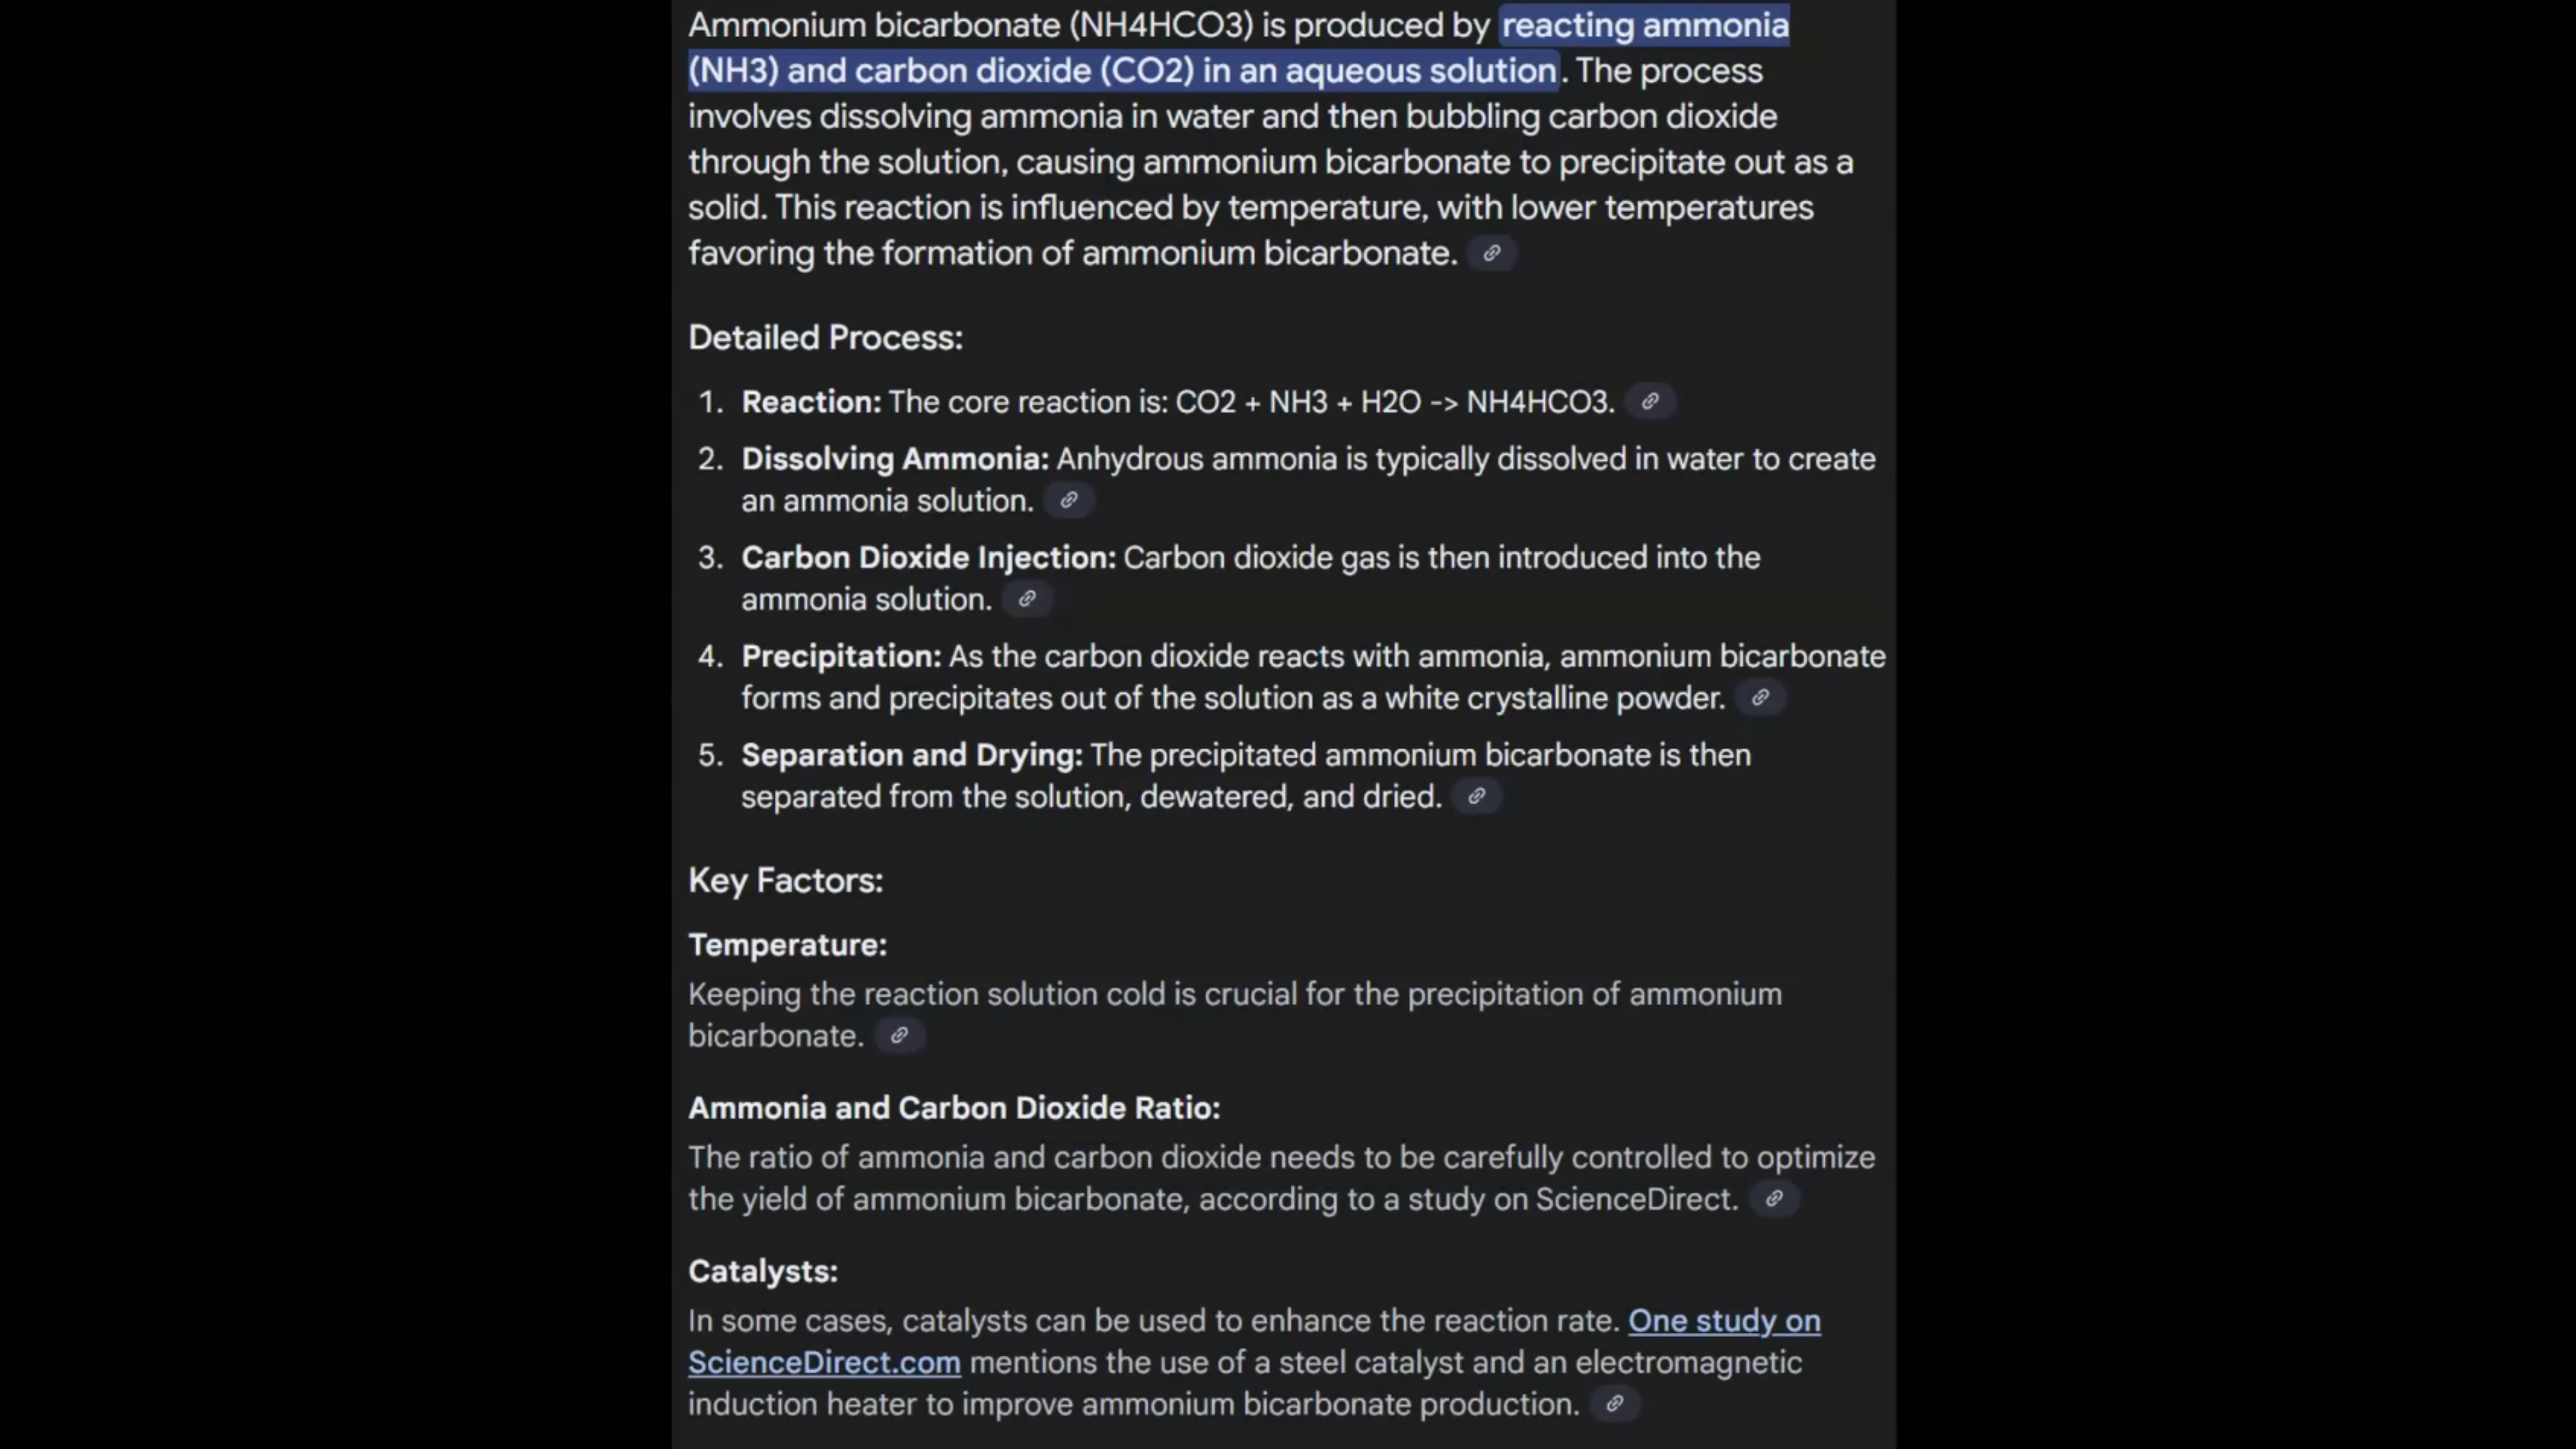 Ammonium bicarbonate (NH4HCO3) is produced by reacting ammonia
(NH3) and carbon dioxide (CO2) in an aqueous solution. The process
involves dissolving ammonia in water and then bubbling carbon dioxide
through the solution, causing ammonium bicarbonate to precipitate out as a
solid. This reaction is influenced by temperature, with lower temperatures
favoring the formation of ammonium bicarbonate.
Detailed Process:
1. Reaction: The core reaction is: CO2 + NH3 + H2O -> NH4HCO3.
2. Dissolving Ammonia: Anhydrous ammonia is typically dissolved in water to create
an ammonia solution.
3. Carbon Dioxide Injection: Carbon dioxide gas is then introduced into the
ammonia solution.
4. Precipitation: As the carbon dioxide reacts with ammonia, ammonium bicarbonate
forms and precipitates out of the solution as a white crystalline powder.
5. Separation and Drying: The precipitated ammonium bicarbonate is then
separated from the solution, dewatered, and dried.
Key Factors:
Temperature:
Keeping the reaction solution cold is crucial for the precipitation of ammonium
bicarbonate.
Ammonia and Carbon Dioxide Ratio:
The ratio of ammonia and carbon dioxide needs to be carefully controlled to optimize
the yield of ammonium bicarbonate, according to a study on ScienceDirect.
Catalysts:
In some cases, catalysts can be used to enhance the reaction rate. One study on
ScienceDirect.com mentions the use of a steel catalyst and an electromagnetic
induction heater to improve ammonium bicarbonate production.